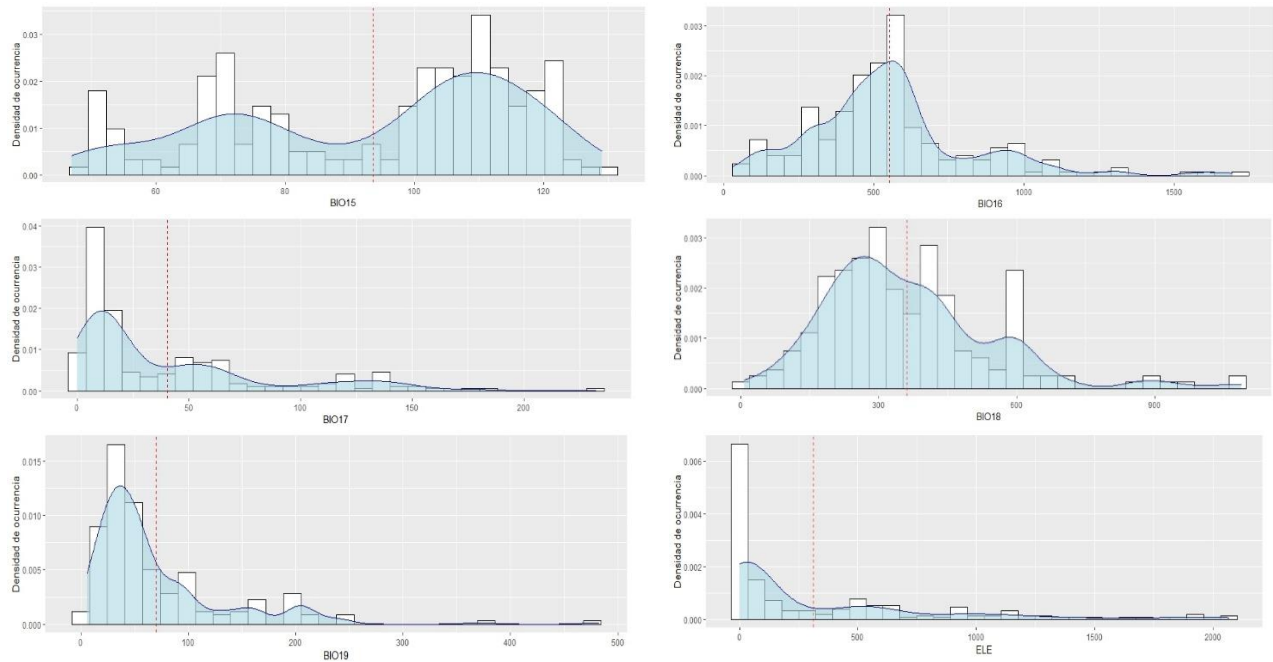 Densidad de ocurrencia
0.03
0.02
0.01
0.00
60 80 100 120
BIO15
Densidad de ocurrencia
0.003
0.002
0.001
0.000
0 500 1000 1500
BIO16
Densidad de ocurrencia
0.04
0.03
0.02
0.01
0.00
0 50 100 150 200
BIO17
Densidad de ocurrencia
0.003
0.002
0.001
0.000
0 300 600 900
BIO18
Densidad de ocurrencia
0.015
0.010
0.005
0.000
0 100 200 300 400 500
BIO19
Densidad de ocurrencia
0.006
0.004
0.002
0.000
0 500 1000 1500 2000
ELE